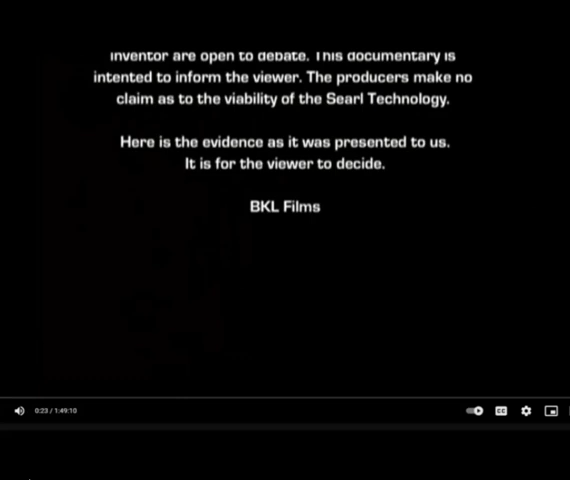 inventor are open to debate. This documentary is
intented to inform the viewer. The producers make no
claim as to the viability of the Searl Technology.
Here is the evidence as it was presented to us.
It is for the viewer to decide.
BKL Films
0:23 / 1:49:10
CC